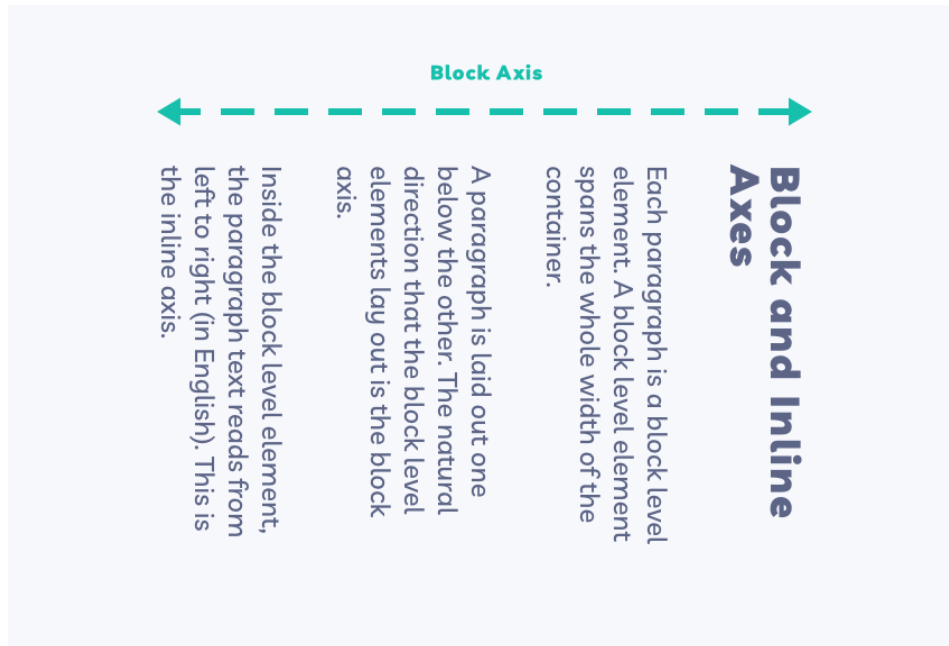 Block Axis
Block and Inline
Axes
Each paragraph is a block level
element. A block level element
spans the whole width of the
container.
A paragraph is laid out one
below the other. The natural
direction that the block level
elements lay out is the block
axis.
Inside the block level element,
the paragraph text reads from
left to right (in English). This is
the inline axis.